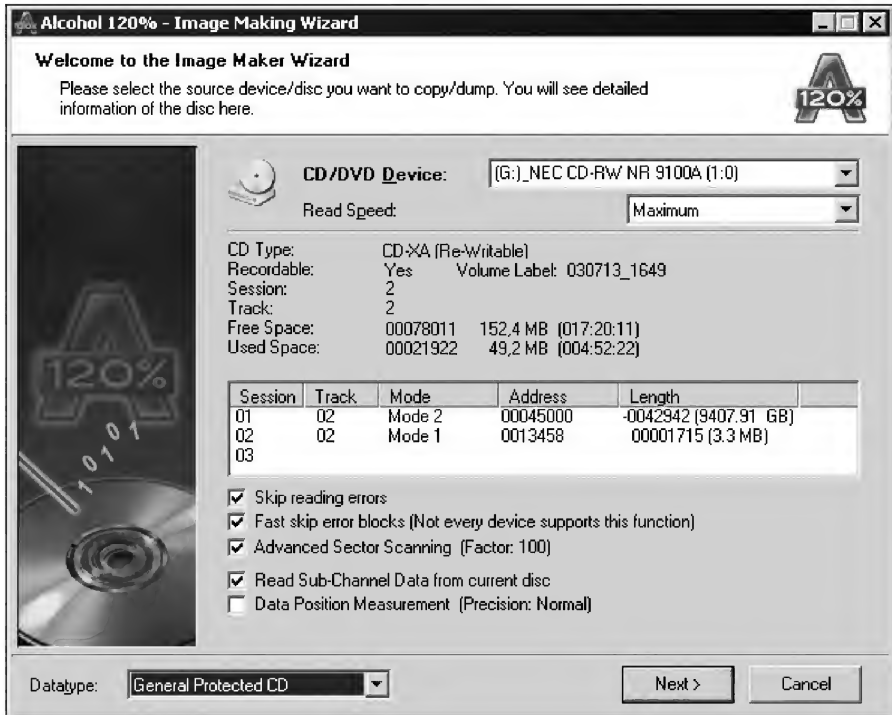 Alcohol 120% - Image Making Wizard
Welcome to the Image Maker Wizard
Please select the source device/disc you want to copy/dump. You will see detailed
information of the disc here.
120%
CD/DVD Device: (G:)_NEC CD-RW NR 9100A (1:0)
Read Speed: Maximum
CD Type: CD-XA (Re-Writable)
Recordable: Yes Volume Label: 030713_1649
Session: 2
Track: 2
Free Space: 00078011 152,4 MB (017:20:11)
Used Space: 00021922 49,2 MB (004:52:22)
120%
10101
Session Track Mode Address Length
01 02 Mode 2 00045000 -0042942 (9407.91 GB)
02 02 Mode 1 0013458 00001715 (3.3 MB)
03
Skip reading errors
Fast skip error blocks (Not every device supports this function)
Advanced Sector Scanning (Factor: 100)
Read Sub-Channel Data from current disc
Data Position Measurement (Precision: Normal)
Datatype: General Protected CD
Next >
Cancel